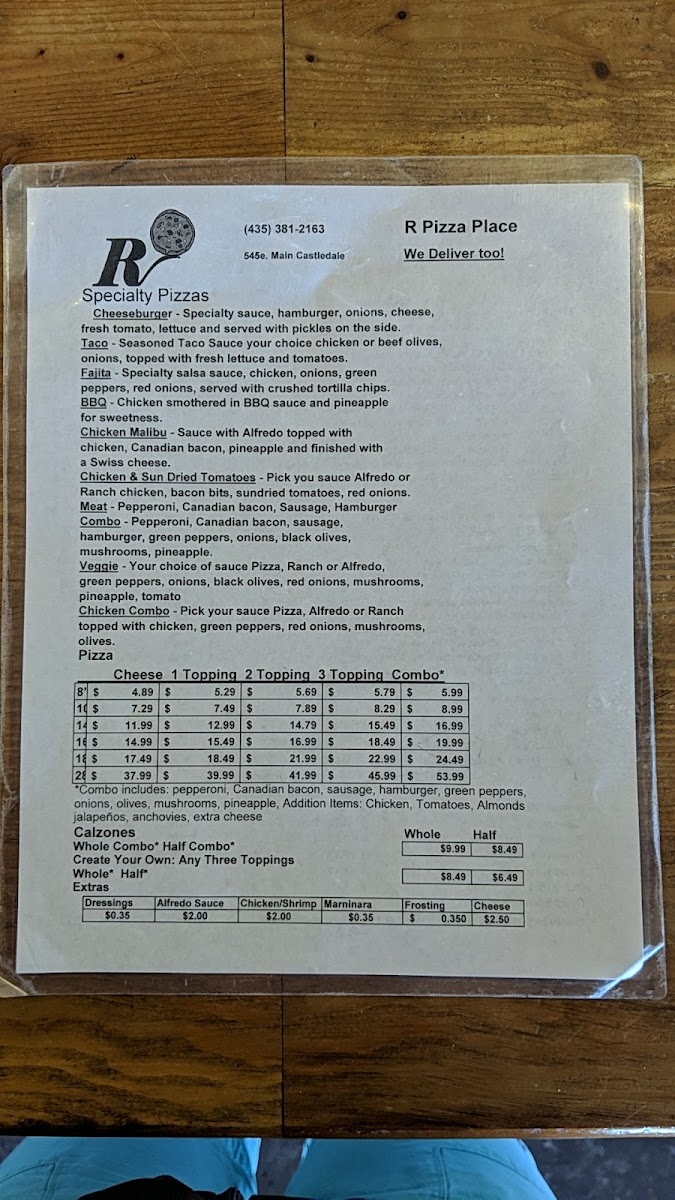 R
(435) 381-2163
R Pizza Place
545e. Main Castledale
We Deliver too!
Specialty Pizzas
Cheeseburger - Specialty sauce, hamburger, onions, cheese,
fresh tomato, lettuce and served with pickles on the side.
Taco - Seasoned Taco Sauce your choice chicken or beef olives,
onions, topped with fresh lettuce and tomatoes.
Fajita - Specialty salsa sauce, chicken, onions, green
peppers, red onions, served with crushed tortilla chips.
BBQ - Chicken smothered in BBQ sauce and pineapple
for sweetness.
Chicken Malibu - Sauce with Alfredo topped with
chicken, Canadian bacon, pineapple and finished with
a Swiss cheese.
Chicken & Sun Dried Tomatoes - Pick you sauce Alfredo or
Ranch chicken, bacon bits, sundried tomatoes, red onions.
Meat - Pepperoni, Canadian bacon, Sausage, Hamburger
Combo - Pepperoni, Canadian bacon, sausage,
hamburger, green peppers, onions, black olives,
mushrooms, pineapple.
Veggie - Your choice of sauce Pizza, Ranch or Alfredo,
green peppers, onions, black olives, red onions, mushrooms,
pineapple, tomato
Chicken Combo - Pick your sauce Pizza, Alfredo or Ranch
topped with chicken, green peppers, red onions, mushrooms,
olives.
Pizza
Cheese 1 Topping 2 Topping 3 Topping Combo*
8" $ 4.89 $ 5.29 $ 5.69 $ 5.79 $ 5.99
10 $ 7.29 $ 7.49 $ 7.89 $ 8.29 $ 8.99
14 $ 11.99 $ 12.99 $ 14.79 $ 15.49 $ 16.99
16 $ 14.99 $ 15.49 $ 16.99 $ 18.49 $ 19.99
18 $ 17.49 $ 18.49 $ 21.99 $ 22.99 $ 24.49
28 $ 37.99 $ 39.99 $ 41.99 $ 45.99 $ 53.99
*Combo includes: pepperoni, Canadian bacon, sausage, hamburger, green peppers,
onions, olives, mushrooms, pineapple, Addition Items: Chicken, Tomatoes, Almonds
jalapeños, anchovies, extra cheese
Calzones Whole Half
Whole Combo* Half Combo* $9.99 $8.49
Create Your Own: Any Three Toppings
Whole* Half* $8.49 $6.49
Extras
Dressings Alfredo Sauce Chicken/Shrimp Marninara Frosting Cheese
$0.35 $2.00 $2.00 $0.35 $ 0.350 $2.50